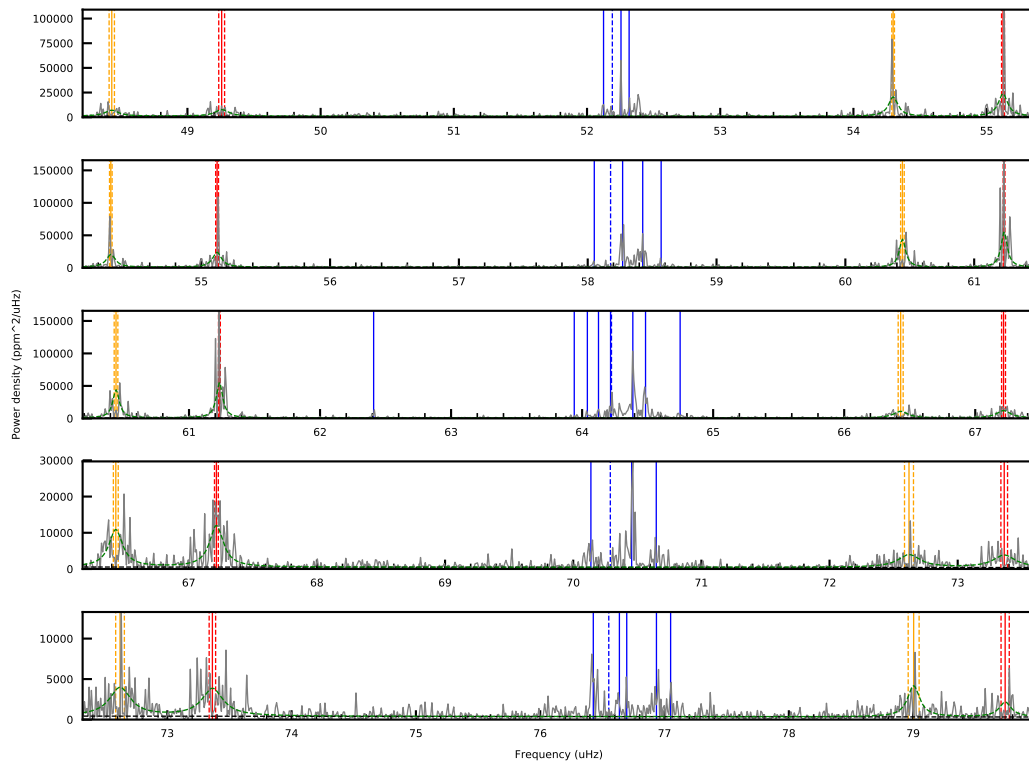 100000
75000
50000
25000
0
49 50 51 52 53 54 55
150000
100000
50000
0
55 56 57 58 59 60 61
150000
100000
50000
0
61 62 63 64 65 66 67
Power density (ppm^2/uHz)
30000
20000
10000
0
67 68 69 70 71 72 73
10000
5000
0
73 74 75 76 77 78 79
Frequency (uHz)